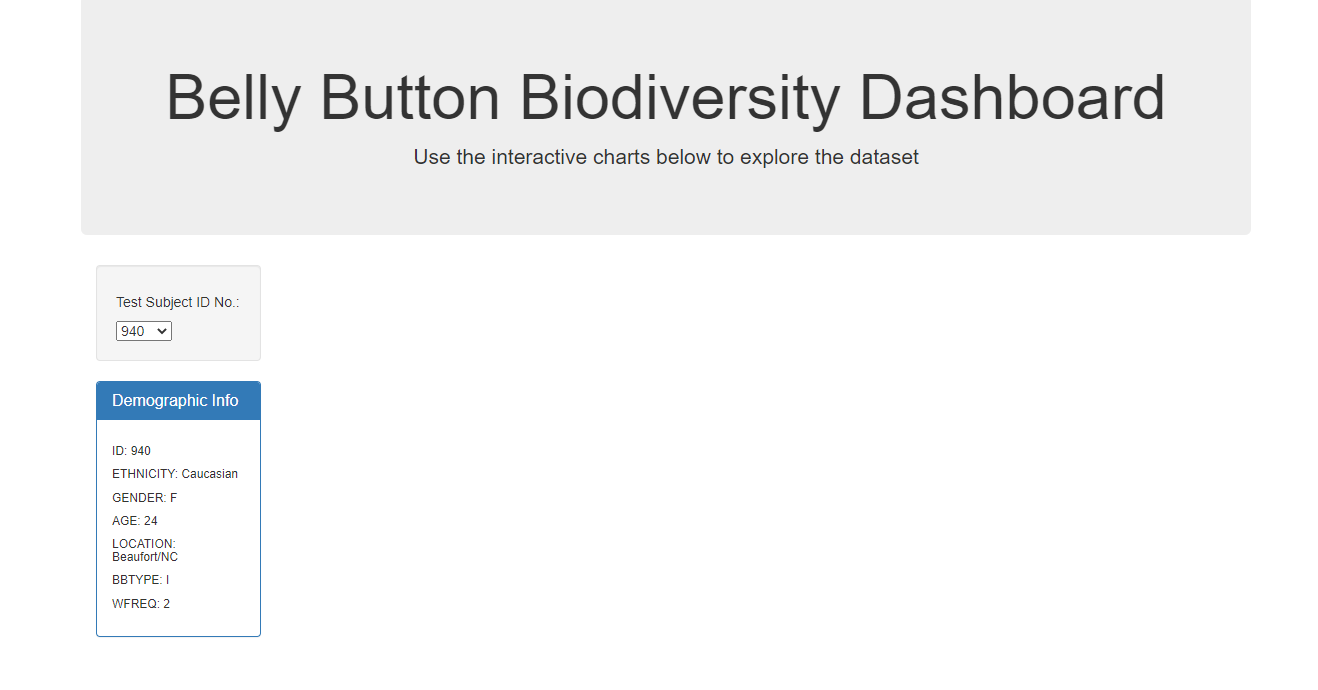 Belly Button Biodiversity Dashboard
Use the interactive charts below to explore the dataset
Test Subject ID No.:
940
Demographic Info
ID: 940
ETHNICITY: Caucasian
GENDER: F
AGE: 24
LOCATION:
Beaufort/NC
BBTYPE: I
WFREQ: 2